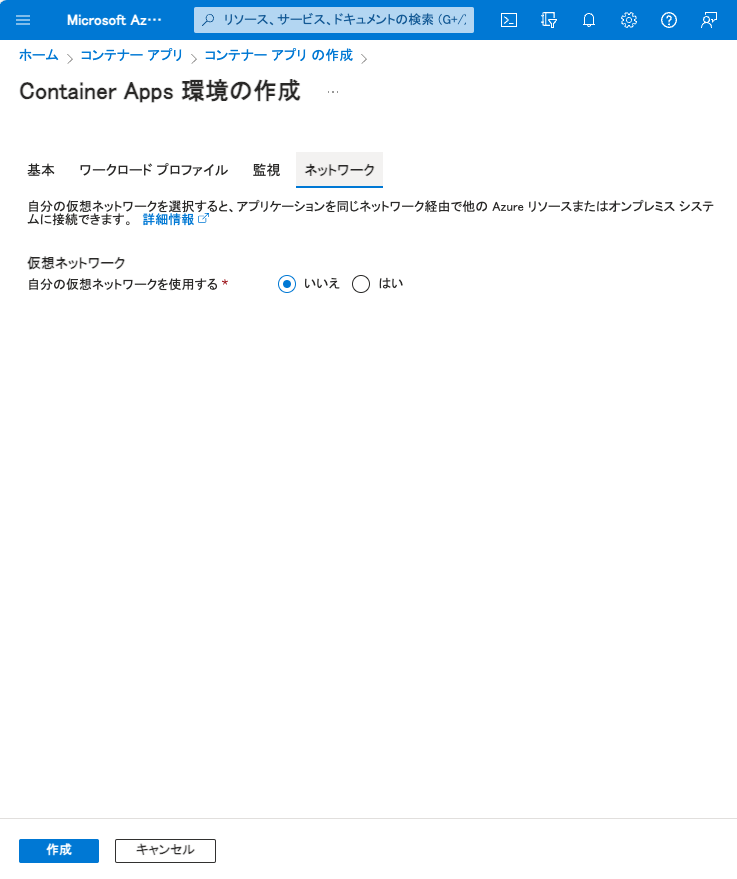 Microsoft Az…
リソース、サービス、ドキュメントの検索 (G+/)
ホーム
コンテナー アプリ
コンテナー アプリ の作成
Container Apps 環境の作成 …
基本 ワークロード プロファイル 監視 ネットワーク
自分の仮想ネットワークを選択すると、アプリケーションを同じネットワーク経由で他の Azure リソースまたはオンプレミス システ
ムに接続できます。 詳細情報
仮想ネットワーク
自分の仮想ネットワークを使用する * いいえ はい
作成 キャンセル